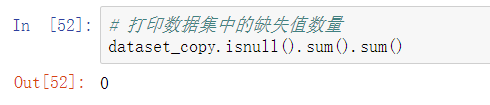 In [52]: # 打印数据集中的缺失值数量
dataset_copy.isnull().sum().sum()
Out[52]: 0